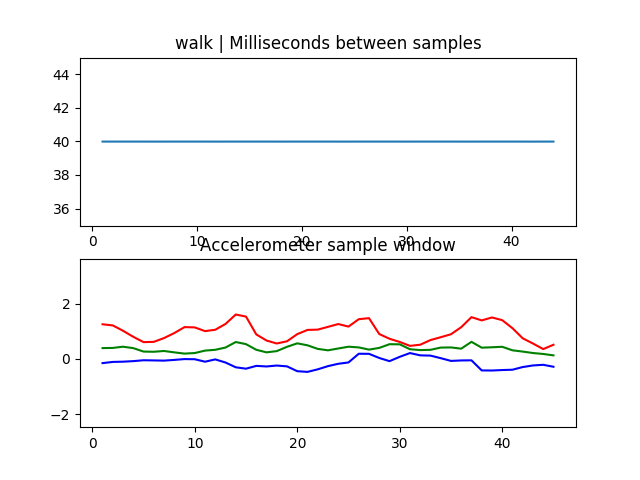 walk | Milliseconds between samples
44
42
40
38
36
0 10 20 30 40
Accelerometer sample window
2
0
−2
0 10 20 30 40